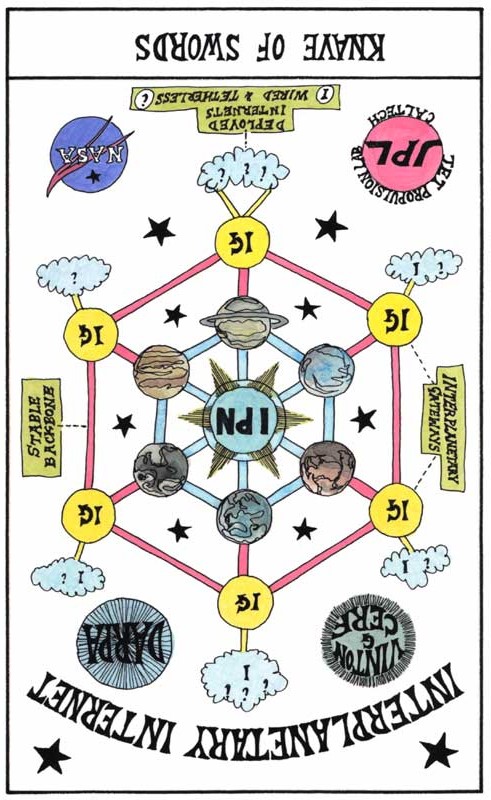 INTERPLANETARY INTERNET
VINTON
G
CERF
DARPA
? ? ?
I
IG
I ?
I ?
IG
IG
INTERPLANETARY
GATEWAYS
IPN
STABLE
BACKBONE
IG
IG
? I
?
IG
? ? ? ?
JET PROPULSION LAB
JPL
CALTECH
NASA
DEPLOYED
INTERNETS
I WIRED & TETHERLESS ?
KNAVE OF SWORDS